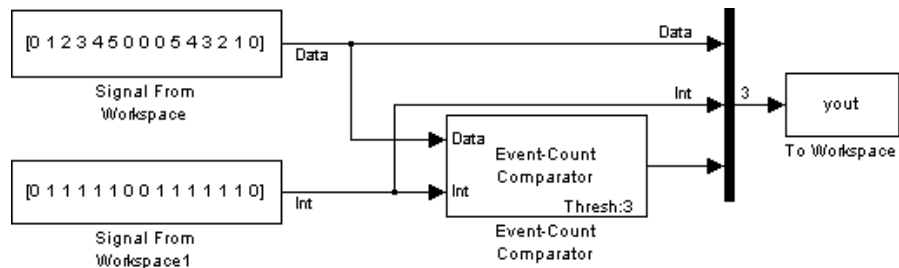 [0 1 2 3 4 5 0 0 0 5 4 3 2 1 0]
Data
Data
Signal From
Workspace
Int
3
yout
To Workspace
Data
Event-Count
Comparator
Int
Thresh:3
[0 1 1 1 1 1 0 0 1 1 1 1 1 1 0]
Int
Event-Count
Comparator
Signal From
Workspace1